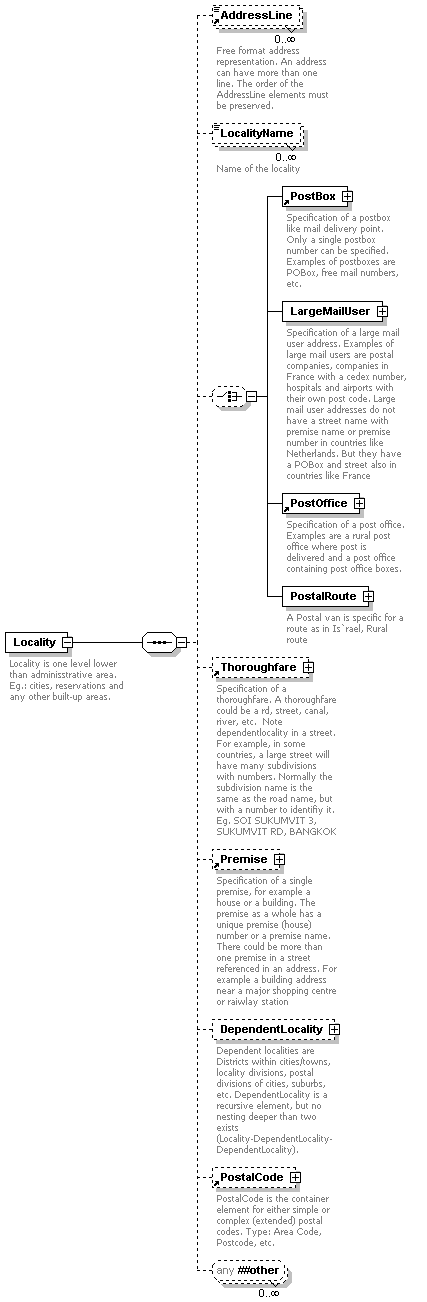 AddressLine
0..∞
Free format address
representation. An address
can have more than one
line. The order of the
AddressLine elements must
be preserved.
LocalityName
0..∞
Name of the locality
PostBox
Specification of a postbox
like mail delivery point.
Only a single postbox
number can be specified.
Examples of postboxes are
POBox, free mail numbers,
etc.
LargeMailUser
Specification of a large mail
user address. Examples of
large mail users are postal
companies, companies in
France with a cedex number,
hospitals and airports with
their own post code. Large
mail user addresses do not
have a street name with
premise name or premise
number in countries like
Netherlands. But they have
a POBox and street also in
countries like France
PostOffice
Specification of a post office.
Examples are a rural post
office where post is
delivered and a post office
containing post office boxes.
PostalRoute
A Postal van is specific for a
route as in Is`rael, Rural
route
Locality
Locality is one level lower
than adminisstrative area.
Eg.: cities, reservations and
any other built-up areas.
Thoroughfare
Specification of a
thoroughfare. A thoroughfare
could be a rd, street, canal,
river, etc.  Note
dependentlocality in a street.
For example, in some
countries, a large street will
have many subdivisions
with numbers. Normally the
subdivision name is the
same as the road name, but
with a number to identifiy it.
Eg. SOI SUKUMVIT 3,
SUKUMVIT RD, BANGKOK
Premise
Specification of a single
premise, for example a
house or a building. The
premise as a whole has a
unique premise (house)
number or a premise name.
There could be more than
one premise in a street
referenced in an address. For
example a building address
near a major shopping centre
or raiwlay station
DependentLocality
Dependent localities are
Districts within cities/towns,
locality divisions, postal
divisions of cities, suburbs,
etc. DependentLocality is a
recursive element, but no
nesting deeper than two
exists
(Locality-DependentLocality-
DependentLocality).
PostalCode
PostalCode is the container
element for either simple or
complex (extended) postal
codes. Type: Area Code,
Postcode, etc.
any ##other
0..∞